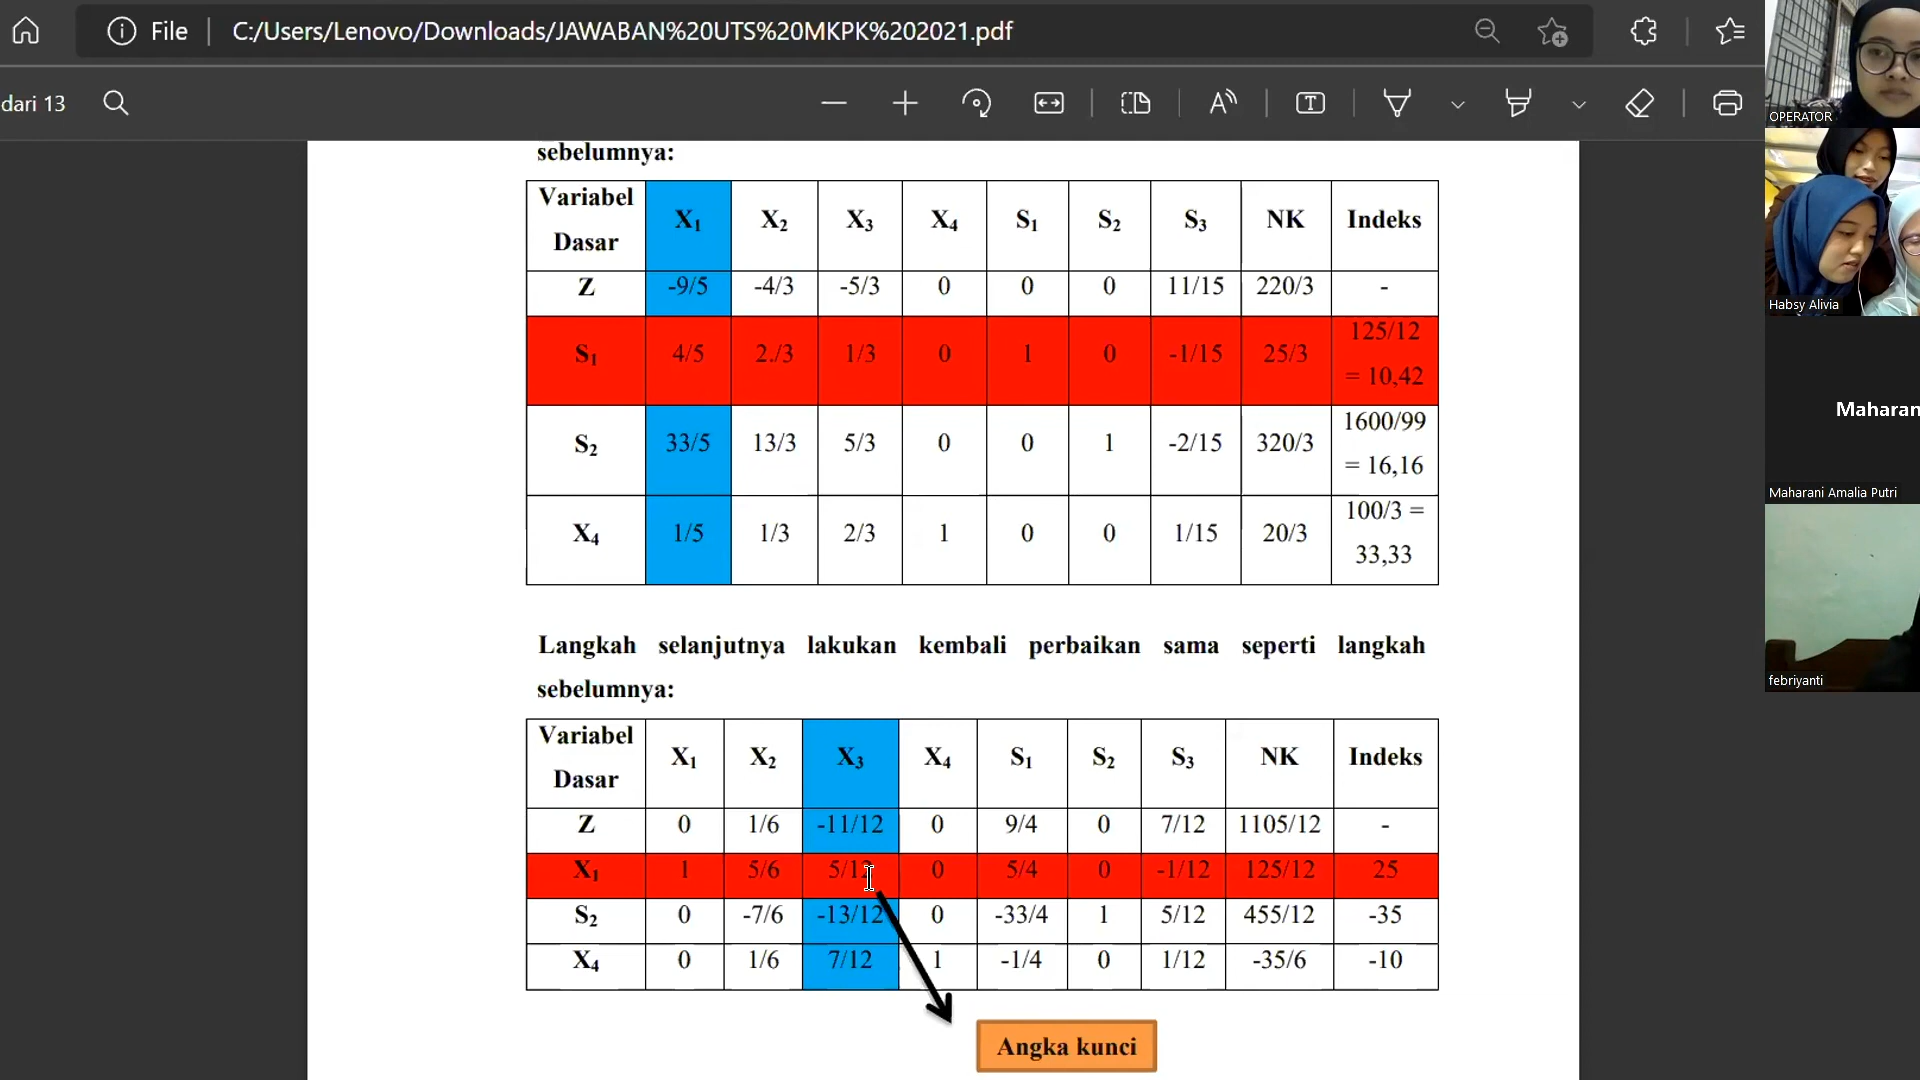 File | C:/Users/Lenovo/Downloads/JAWABAN%20UTS%20MKPK%202021.pdf
dari 13
sebelumnya:
Variabel Dasar X₁ X₂ X₃ X₄ S₁ S₂ S₃ NK Indeks
Z -9/5 -4/3 -5/3 0 0 0 11/15 220/3 -
S₁ 4/5 2./3 1/3 0 1 0 -1/15 25/3 125/12 = 10,42
S₂ 33/5 13/3 5/3 0 0 1 -2/15 320/3 1600/99 = 16,16
X₄ 1/5 1/3 2/3 1 0 0 1/15 20/3 100/3 = 33,33
Langkah selanjutnya lakukan kembali perbaikan sama seperti langkah
sebelumnya:
Variabel Dasar X₁ X₂ X₃ X₄ S₁ S₂ S₃ NK Indeks
Z 0 1/6 -11/12 0 9/4 0 7/12 1105/12 -
X₁ 1 5/6 5/12 0 5/4 0 -1/12 125/12 25
S₂ 0 -7/6 -13/12 0 -33/4 1 5/12 455/12 -35
X₄ 0 1/6 7/12 1 -1/4 0 1/12 -35/6 -10
Angka kunci
OPERATOR
Habsy Alivia
Maharan
Maharani Amalia Putri
febriyanti